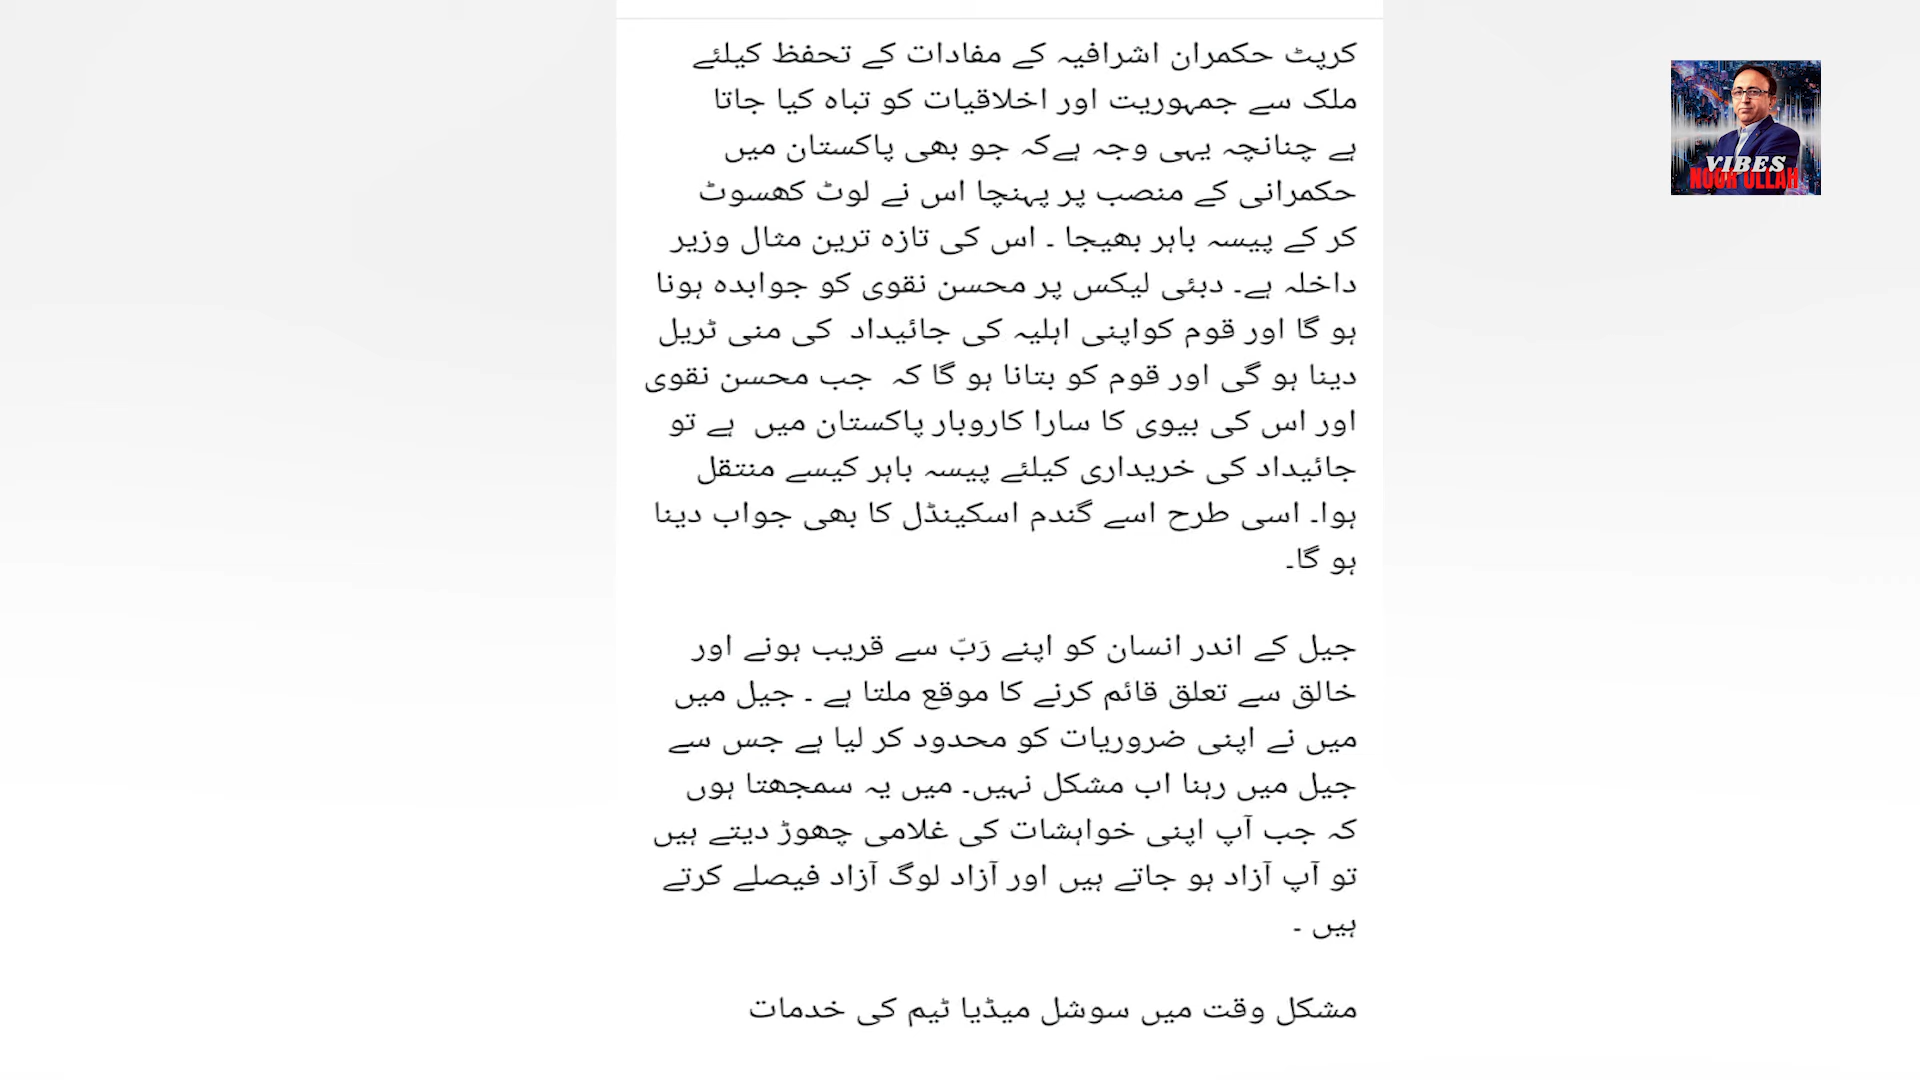 کرپٹ حکمران اشرافیہ کے مفادات کے تحفظ کیلئے
ملک سے جمہوریت اور اخلاقیات کو تباہ کیا جاتا
ہے چنانچہ یہی وجہ ہےکہ جو بھی پاکستان میں
حکمرانی کے منصب پر پہنچا اس نے لوٹ کھسوٹ
کر کے پیسہ باہر بھیجا ۔ اس کی تازہ ترین مثال وزیر
داخلہ ہے۔ دبئی لیکس پر محسن نقوی کو جوابدہ ہونا
ہو گا اور قوم کواپنی اہلیہ کی جائیداد کی منی ٹریل
دینا ہو گی اور قوم کو بتانا ہو گا کہ جب محسن نقوی
اور اس کی بیوی کا سارا کاروبار پاکستان میں ہے تو
جائیداد کی خریداری کیلئے پیسہ باہر کیسے منتقل
ہوا۔ اسی طرح اسے گندم اسکینڈل کا بھی جواب دینا
ہو گا۔
جیل کے اندر انسان کو اپنے رَبّ سے قریب ہونے اور
خالق سے تعلق قائم کرنے کا موقع ملتا ہے ۔ جیل میں
میں نے اپنی ضروریات کو محدود کر لیا ہے جس سے
جیل میں رہنا اب مشکل نہیں۔ میں یہ سمجھتا ہوں
کہ جب آپ اپنی خواہشات کی غلامی چھوڑ دیتے ہیں
تو آپ آزاد ہو جاتے ہیں اور آزاد لوگ آزاد فیصلے کرتے
ہیں ۔
مشکل وقت میں سوشل میڈیا ٹیم کی خدمات
VIBES
NOOR ULLAH